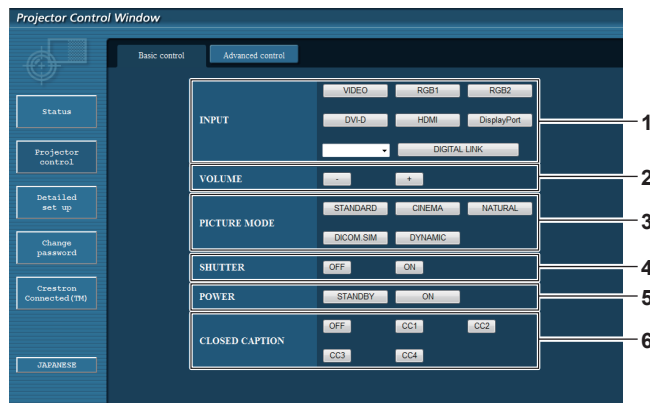 Projector Control Window
Basic control Advanced control
Status
Projector
control
Detailed
set up
Change
password
Crestron
Connected(TM)
JAPANESE
INPUT
VIDEO RGB1 RGB2
DVI-D HDMI DisplayPort
DIGITAL LINK
1
VOLUME - + 2
PICTURE MODE
STANDARD CINEMA NATURAL
DICOM SIM DYNAMIC
3
SHUTTER OFF ON 4
POWER STANDBY ON 5
CLOSED CAPTION
OFF CC1 CC2
CC3 CC4
6